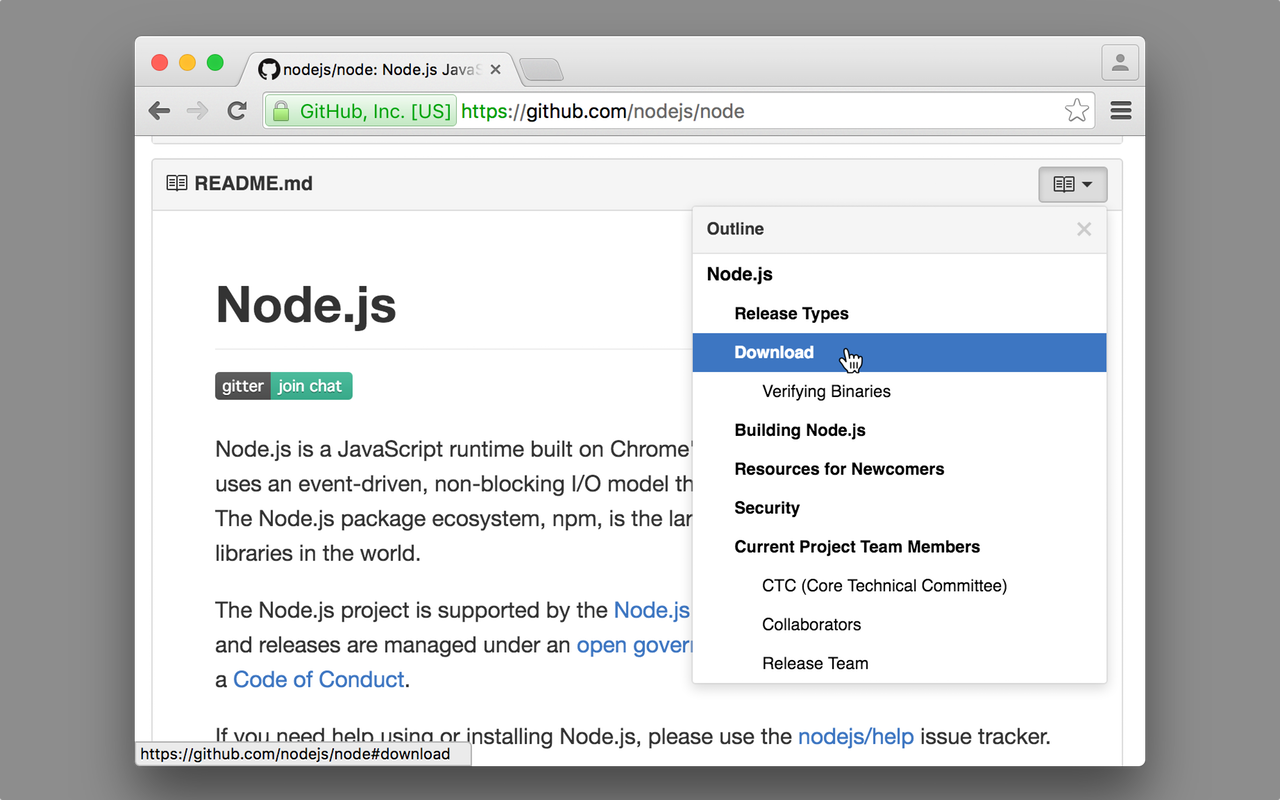 nodejs/node: Node.js Java
GitHub, Inc. [US] https://github.com/nodejs/node
README.md
Outline
Node.js
Release Types
Download
Verifying Binaries
Building Node.js
Resources for Newcomers
Security
Current Project Team Members
CTC (Core Technical Committee)
Collaborators
Release Team
Node.js
gitter join chat
Node.js is a JavaScript runtime built on Chrome'
uses an event-driven, non-blocking I/O model th
The Node.js package ecosystem, npm, is the lar
libraries in the world.
The Node.js project is supported by the Node.js
and releases are managed under an open gover
a Code of Conduct.
If you need help using or installing Node.js, please use the nodejs/help issue tracker.
https://github.com/nodejs/node#download